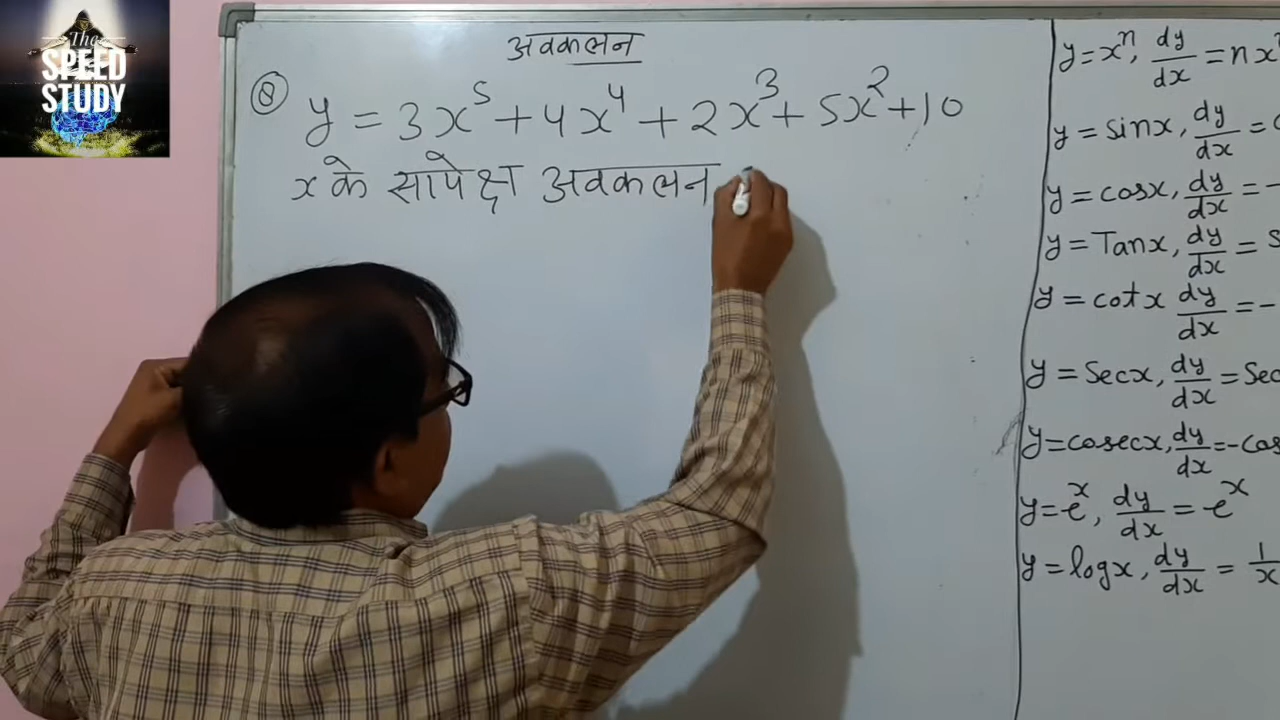 The
SPEED
STUDY
अवकलन
Q y = 3x⁵ + 4x⁴ + 2x³ + 5x² + 10
x के सापेक्ष अवकलन
y = xⁿ, dy/dx = nx
y = sinx, dy/dx =
y = cosx, dy/dx = -
y = Tanx, dy/dx = s
y = cotx dy/dx = -
y = Secx, dy/dx = Sec
y = cosecx, dy/dx = -cos
y = eˣ, dy/dx = eˣ
y = logx, dy/dx = 1/x